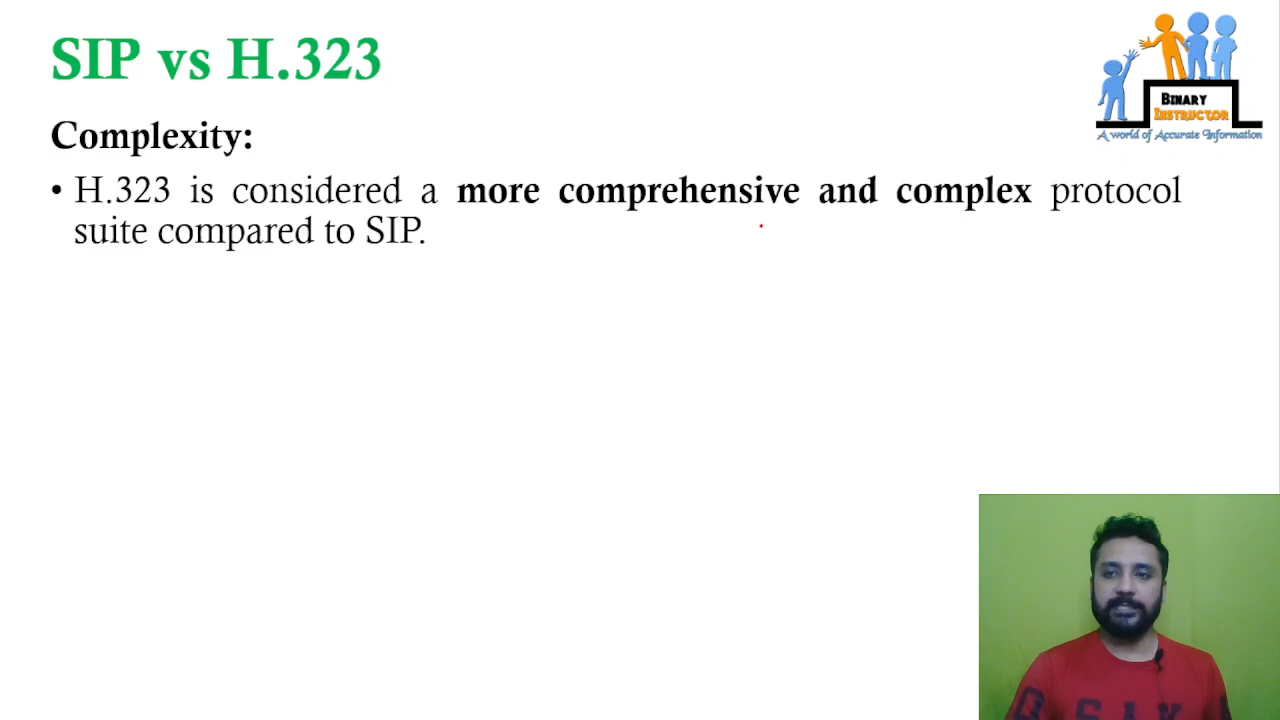 SIP vs H.323
BINARY
INSTRUCTOR
A world of Accurate Information
Complexity:
• H.323 is considered a more comprehensive and complex protocol
suite compared to SIP.